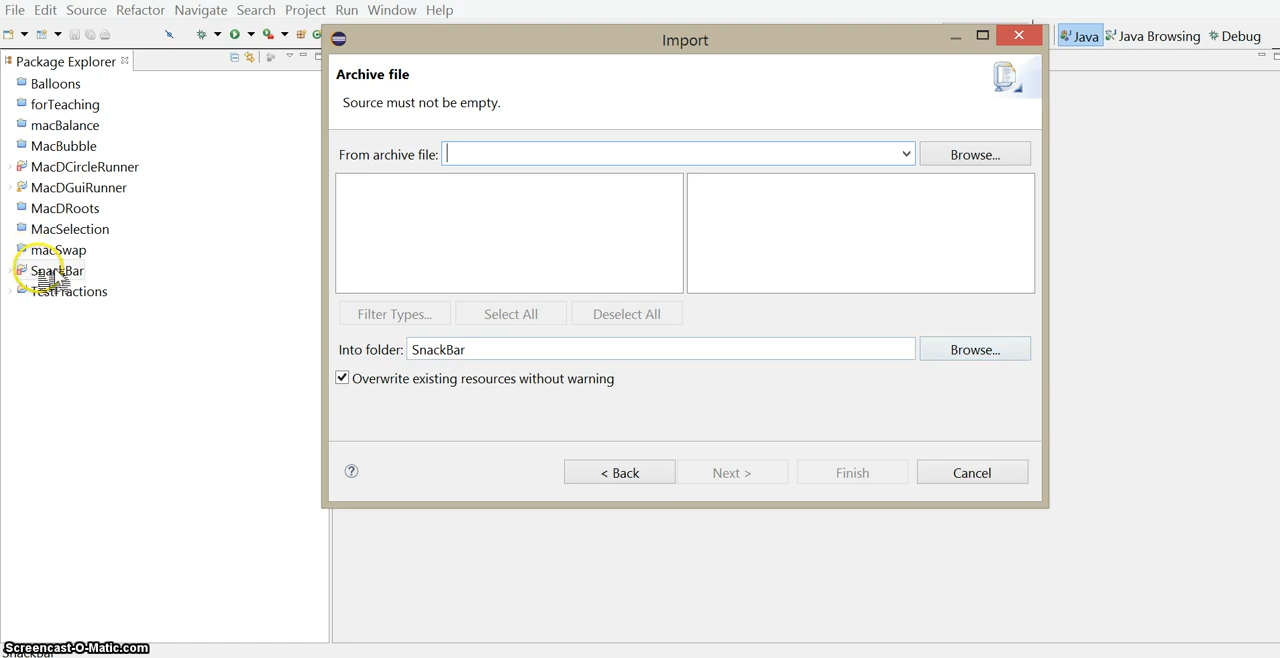 File Edit Source Refactor Navigate Search Project Run Window Help
Import
Java Java Browsing Debug
Package Explorer
Balloons
forTeaching
macBalance
MacBubble
MacDCircleRunner
MacDGuiRunner
MacDRoots
MacSelection
macSwap
SnackBar
TestFractions
Archive file
Source must not be empty.
From archive file: Browse...
Filter Types... Select All Deselect All
Into folder: SnackBar Browse...
Overwrite existing resources without warning
< Back Next > Finish Cancel
Screencast-O-Matic.com
SnackBar